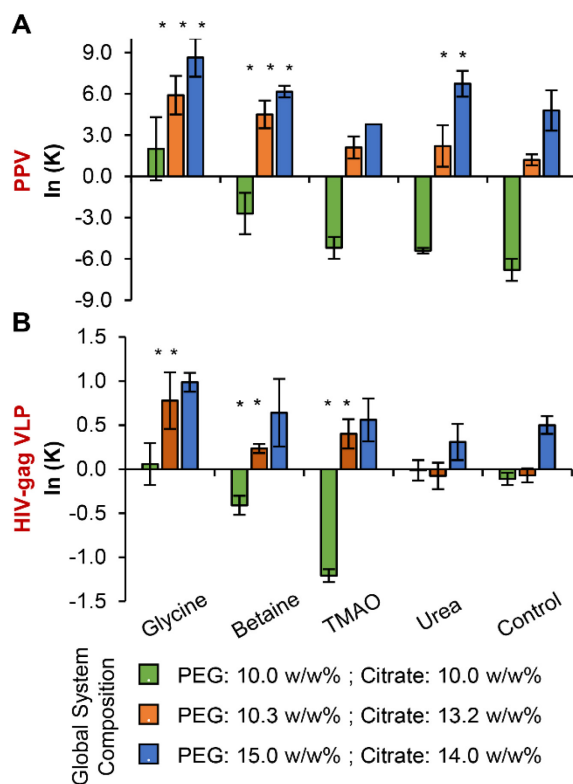 A
* * *
* * *
* *
9.0
6.0
3.0
0.0
-3.0
-6.0
-9.0
PPV
ln (K)
B
* *
* *
* *
1.5
1.0
0.5
0.0
-0.5
-1.0
-1.5
HIV-gag VLP
ln (K)
Glycine
Betaine
TMAO
Urea
Control
Global System
Composition
PEG: 10.0 w/w% ; Citrate: 10.0 w/w%
PEG: 10.3 w/w% ; Citrate: 13.2 w/w%
PEG: 15.0 w/w% ; Citrate: 14.0 w/w%